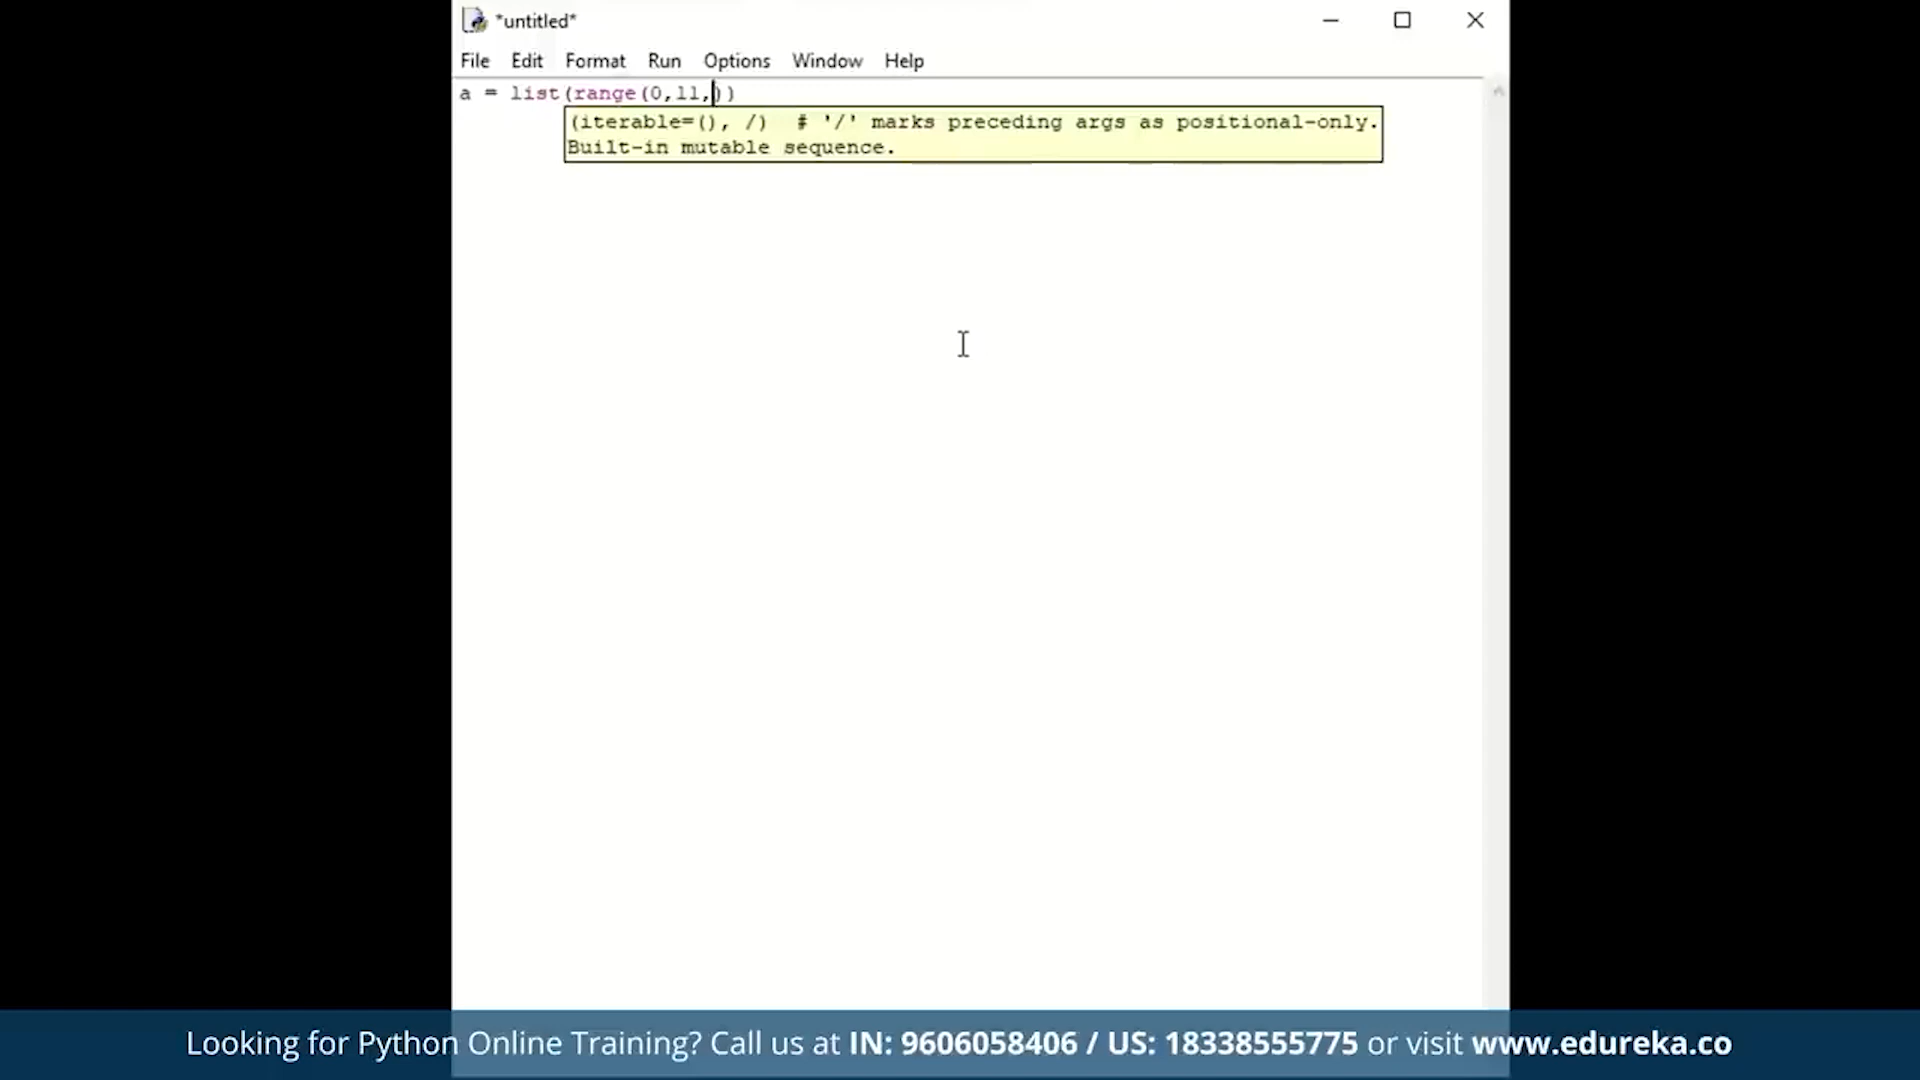 *untitled*
File Edit Format Run Options Window Help
a = list(range(0,11,))
(iterable=(), /)  # '/' marks preceding args as positional-only.
Built-in mutable sequence.
Looking for Python Online Training? Call us at IN: 9606058406 / US: 18338555775 or visit www.edureka.co